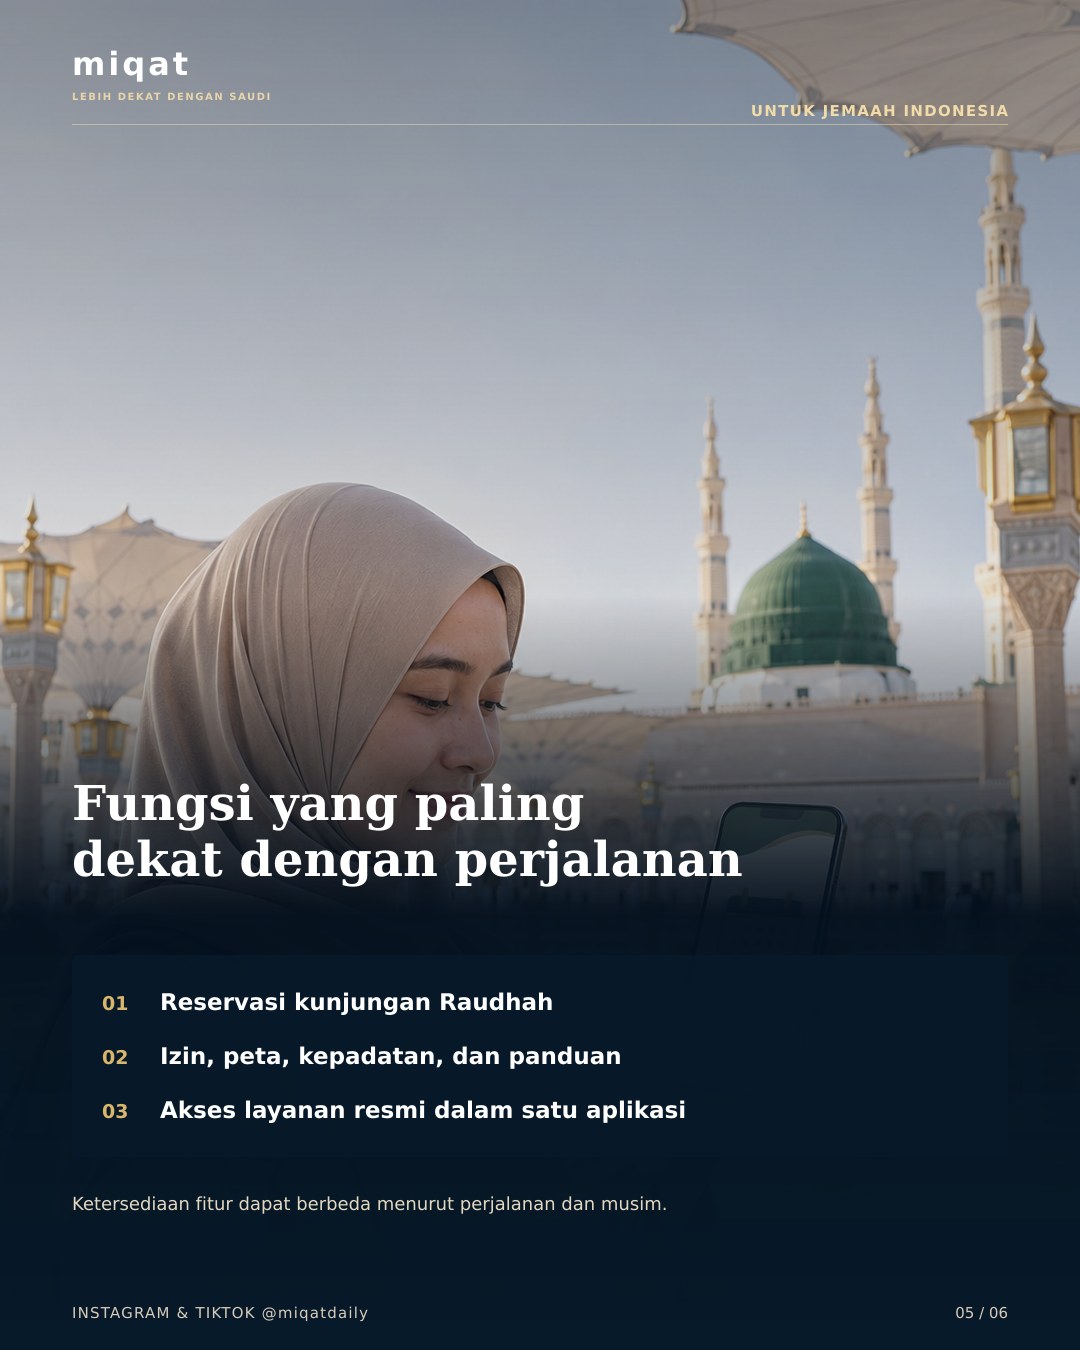 miqat
LEBIH DEKAT DENGAN SAUDI
UNTUK JEMAAH INDONESIA
Fungsi yang paling
dekat dengan perjalanan
01 Reservasi kunjungan Raudhah
02 Izin, peta, kepadatan, dan panduan
03 Akses layanan resmi dalam satu aplikasi
Ketersediaan fitur dapat berbeda menurut perjalanan dan musim.
INSTAGRAM & TIKTOK @miqatdaily
05 / 06